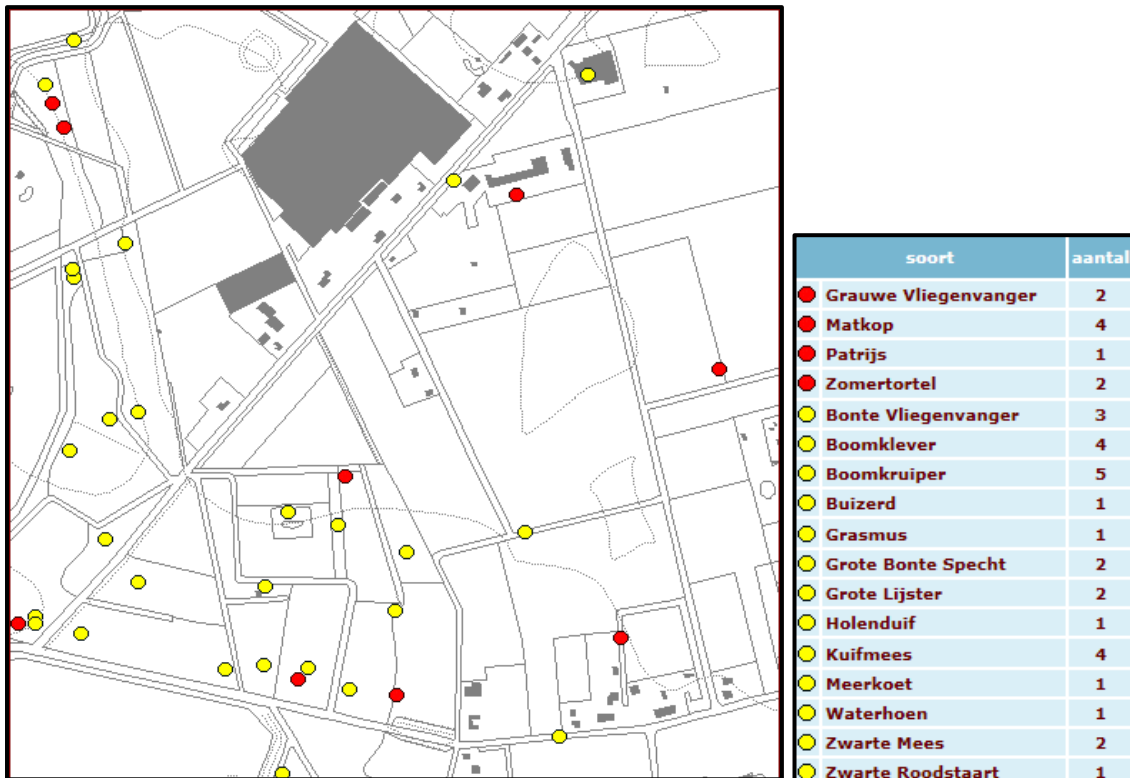 soort aantal
Grauwe Vliegenvanger 2
Matkop 4
Patrijs 1
Zomertortel 2
Bonte Vliegenvanger 3
Boomklever 4
Boomkruiper 5
Buizerd 1
Grasmus 1
Grote Bonte Specht 2
Grote Lijster 2
Holenduif 1
Kuifmees 4
Meerkoet 1
Waterhoen 1
Zwarte Mees 2
Zwarte Roodstaart 1